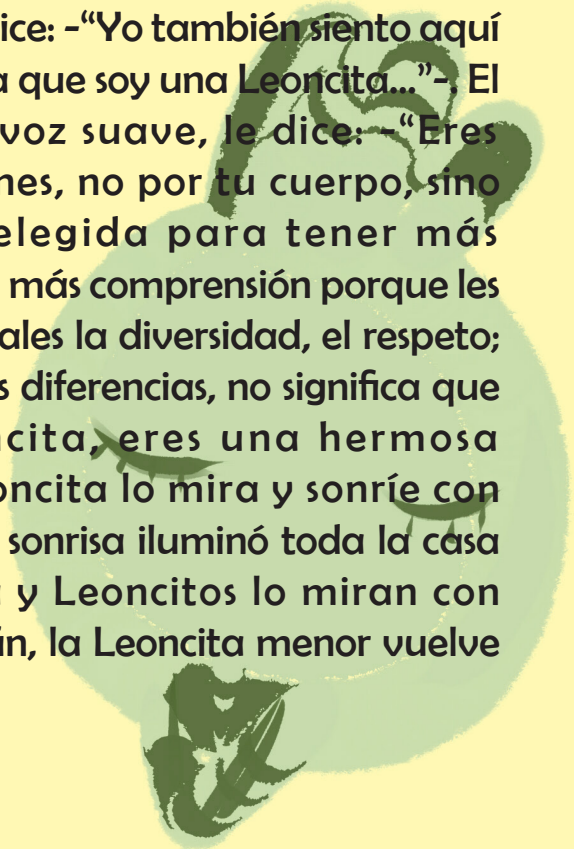 ice: -“Yo también siento aquí
a que soy una Leoncita...”-. El
voz suave, le dice: -“Eres
nes, no por tu cuerpo, sino
elegida para tener más
más comprensión porque les
ales la diversidad, el respeto;
s diferencias, no significa que
ncita, eres una hermosa
oncita lo mira y sonríe con
sonrisa iluminó toda la casa
y Leoncitos lo miran con
ín, la Leoncita menor vuelve